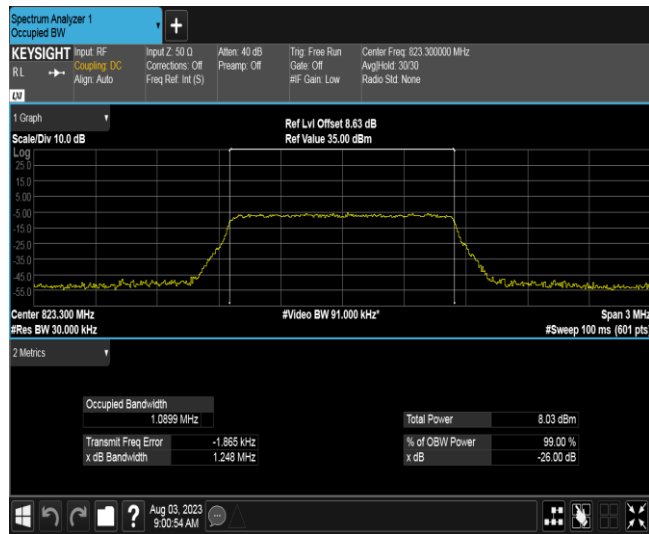 Spectrum Analyzer 1
Occupied BW
+
KEYSIGHT
RL
LXI
Input: RF
Coupling: DC
Align: Auto
Input Z: 50 Ω
Corrections: Off
Freq Ref: Int (S)
Atten: 40 dB
Preamp: Off
Trig: Free Run
Gate: Off
#IF Gain: Low
Center Freq: 823.300000 MHz
Avg|Hold: 30/30
Radio Std: None
1 Graph
Scale/Div 10.0 dB
Ref Lvl Offset 8.63 dB
Ref Value 35.00 dBm
Log
25.0
15.0
5.00
-5.00
-15.0
-25.0
-35.0
-45.0
-55.0
Center 823.300 MHz
#Res BW 30.000 kHz
#Video BW 91.000 kHz*
Span 3 MHz
#Sweep 100 ms (601 pts)
2 Metrics
Occupied Bandwidth
1.0899 MHz
Transmit Freq Error -1.865 kHz
x dB Bandwidth 1.248 MHz
Total Power 8.03 dBm
% of OBW Power 99.00 %
x dB -26.00 dB
?
Aug 03, 2023
9:00:54 AM